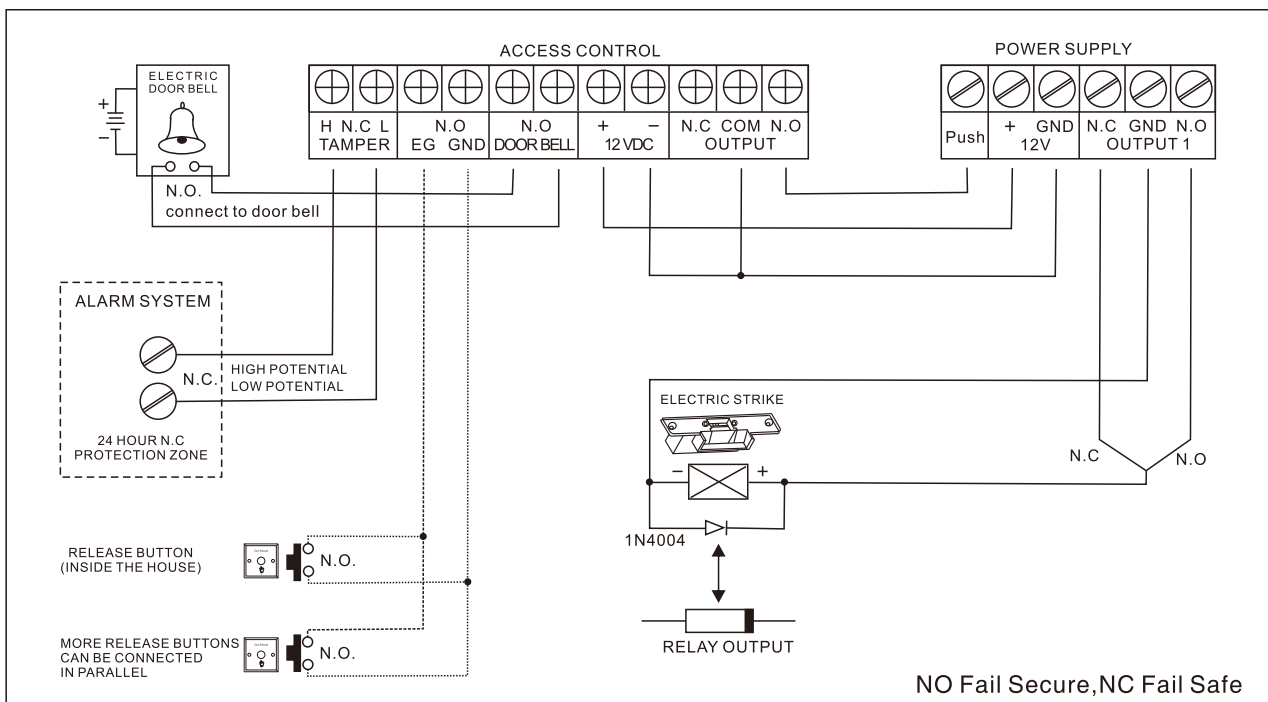 ACCESS CONTROL
POWER SUPPLY
ELECTRIC
DOOR BELL
+
−
H N.C L
TAMPER
N.O
EG GND
N.O
DOOR BELL
+ −
12 VDC
N.C COM N.O
OUTPUT
Push
+ GND
12V
N.C GND N.O
OUTPUT 1
N.O.
connect to door bell
ALARM SYSTEM
N.C.
HIGH POTENTIAL
LOW POTENTIAL
24 HOUR N.C
PROTECTION ZONE
ELECTRIC STRIKE
− +
1N4004
N.C
N.O
RELEASE BUTTON
(INSIDE THE HOUSE)
N.O.
MORE RELEASE BUTTONS
CAN BE CONNECTED
IN PARALLEL
N.O.
RELAY OUTPUT
NO Fail Secure,NC Fail Safe